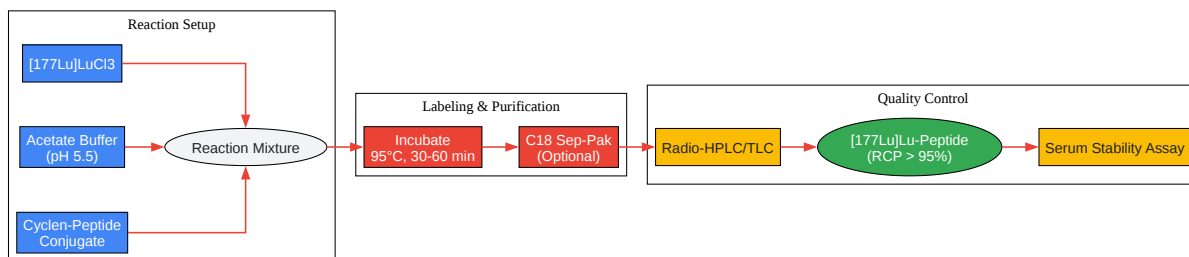 Reaction Setup
[177Lu]LuCl3
Acetate Buffer
(pH 5.5)
Cyclen-Peptide
Conjugate
Reaction Mixture
Labeling & Purification
Incubate
95°C, 30-60 min
C18 Sep-Pak
(Optional)
Quality Control
Radio-HPLC/TLC
[177Lu]Lu-Peptide
(RCP > 95%)
Serum Stability Assay